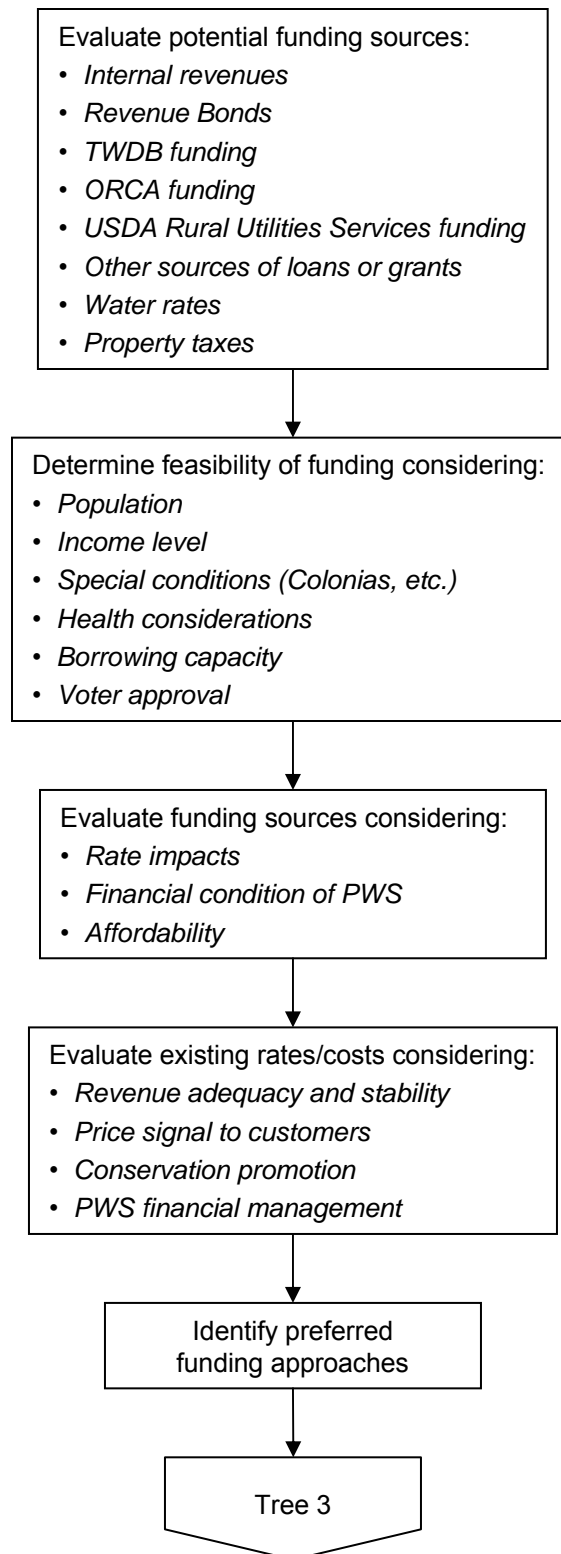 Evaluate potential funding sources:
• Internal revenues
• Revenue Bonds
• TWDB funding
• ORCA funding
• USDA Rural Utilities Services funding
• Other sources of loans or grants
• Water rates
• Property taxes
Determine feasibility of funding considering:
• Population
• Income level
• Special conditions (Colonias, etc.)
• Health considerations
• Borrowing capacity
• Voter approval
Evaluate funding sources considering:
• Rate impacts
• Financial condition of PWS
• Affordability
Evaluate existing rates/costs considering:
• Revenue adequacy and stability
• Price signal to customers
• Conservation promotion
• PWS financial management
Identify preferred
funding approaches
Tree 3